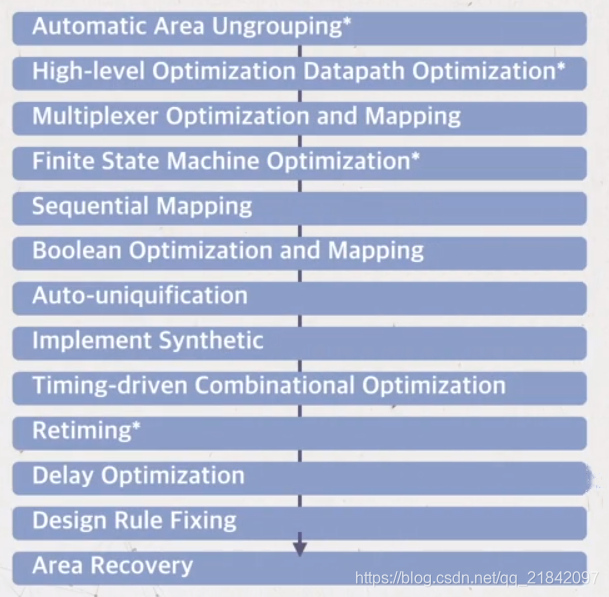 Automatic Area Ungrouping*
High-level Optimization Datapath Optimization*
Multiplexer Optimization and Mapping
Finite State Machine Optimization*
Sequential Mapping
Boolean Optimization and Mapping
Auto-uniquification
Implement Synthetic
Timing-driven Combinational Optimization
Retiming*
Delay Optimization
Design Rule Fixing
Area Recovery
https://blog.csdn.net/qq_21842097